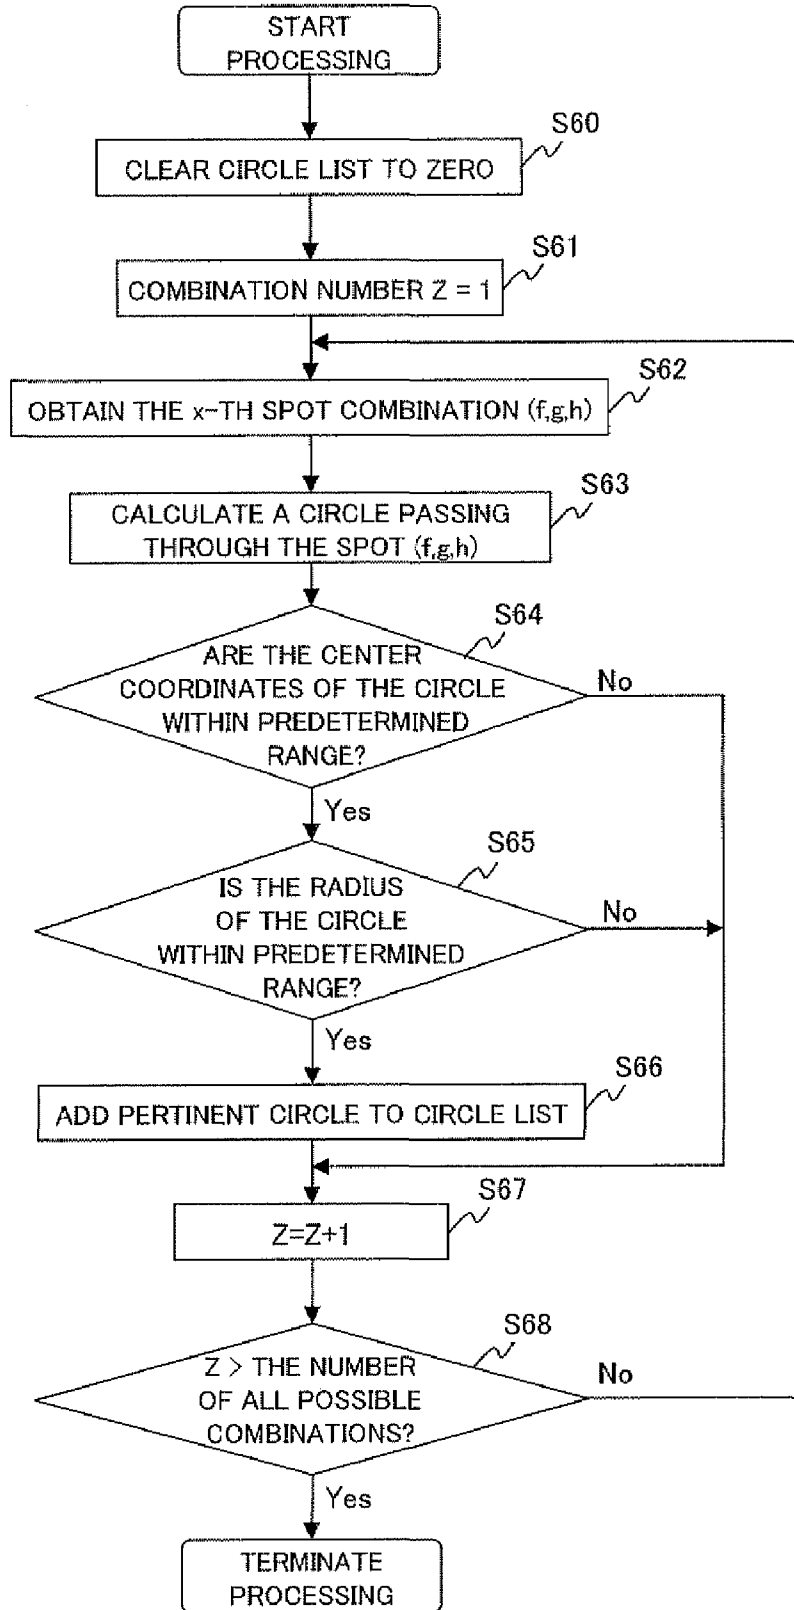 START
PROCESSING
S60
CLEAR CIRCLE LIST TO ZERO
S61
COMBINATION NUMBER Z = 1
S62
OBTAIN THE x-TH SPOT COMBINATION (f,g,h)
S63
CALCULATE A CIRCLE PASSING
THROUGH THE SPOT (f,g,h)
S64
ARE THE CENTER
COORDINATES OF THE CIRCLE
WITHIN PREDETERMINED
RANGE?
No
Yes
S65
IS THE RADIUS
OF THE CIRCLE
WITHIN PREDETERMINED
RANGE?
No
Yes
S66
ADD PERTINENT CIRCLE TO CIRCLE LIST
S67
Z=Z+1
S68
Z > THE NUMBER
OF ALL POSSIBLE
COMBINATIONS?
No
Yes
TERMINATE
PROCESSING